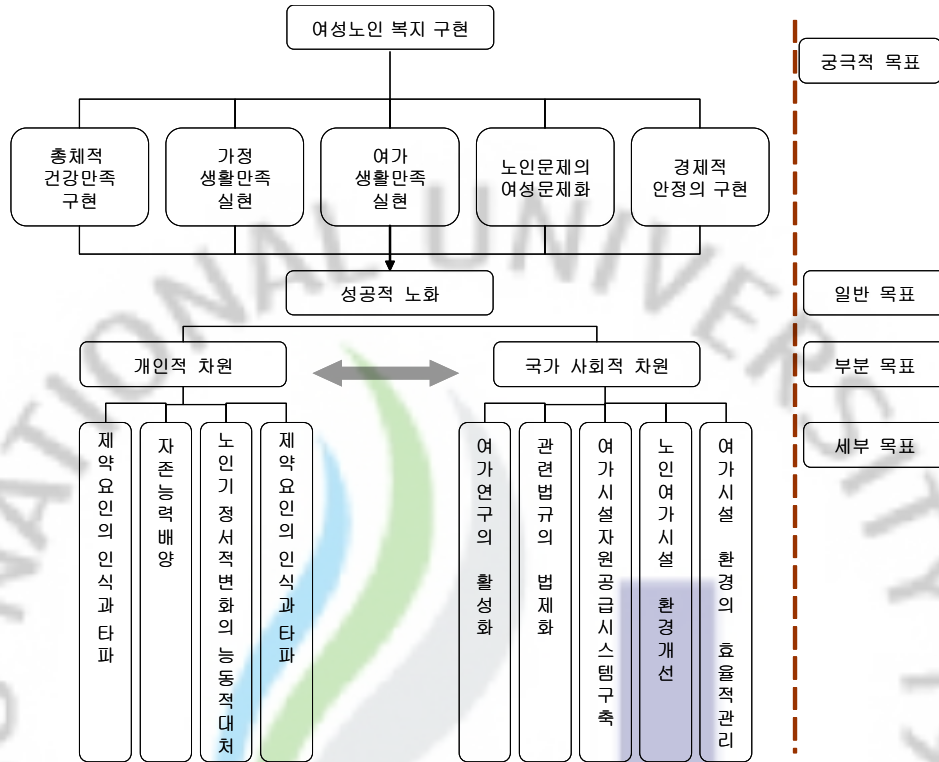 여성노인 복지 구현
궁극적 목표
총체적
건강만족
구현
가정
생활만족
실현
여가
생활만족
실현
노인문제의
여성문제화
경제적
안정의 구현
성공적 노화
일반 목표
개인적 차원
국가 사회적 차원
부분 목표
세부 목표
제약요인의 인식과 타파
자존능력배양
노인기 정서적변화의 능동적대처
제약요인의 인식과 타파
여가연구의 활성화
관련법규의 법제화
여가시설자원공급시스템구축
노인여가시설 환경개선
여가시설 환경의 효율적관리
NATIONAL UNIVERSITY